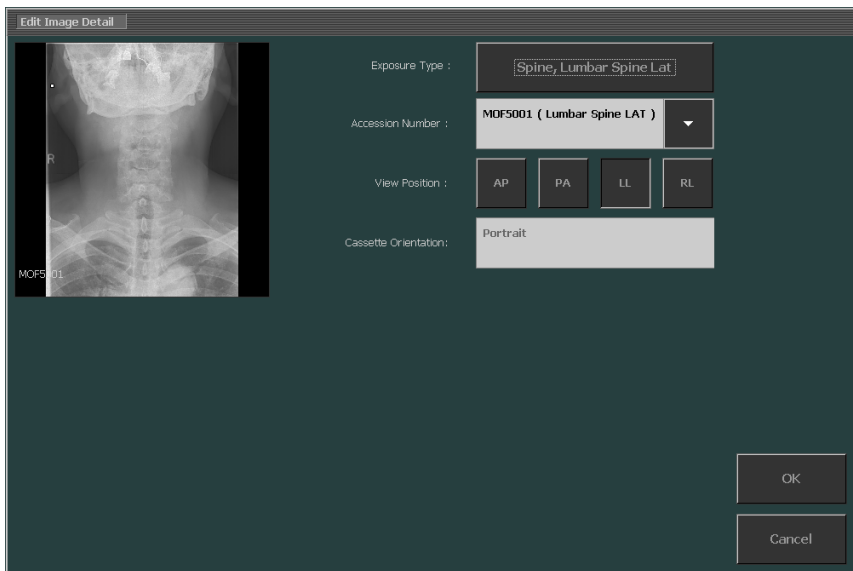 Edit Image Detail
Exposure Type :
Spine, Lumbar Spine Lat
Accession Number :
MOF5001 ( Lumbar Spine LAT )
R
View Position :
AP
PA
LL
RL
Cassette Orientation:
Portrait
MOF5001
OK
Cancel